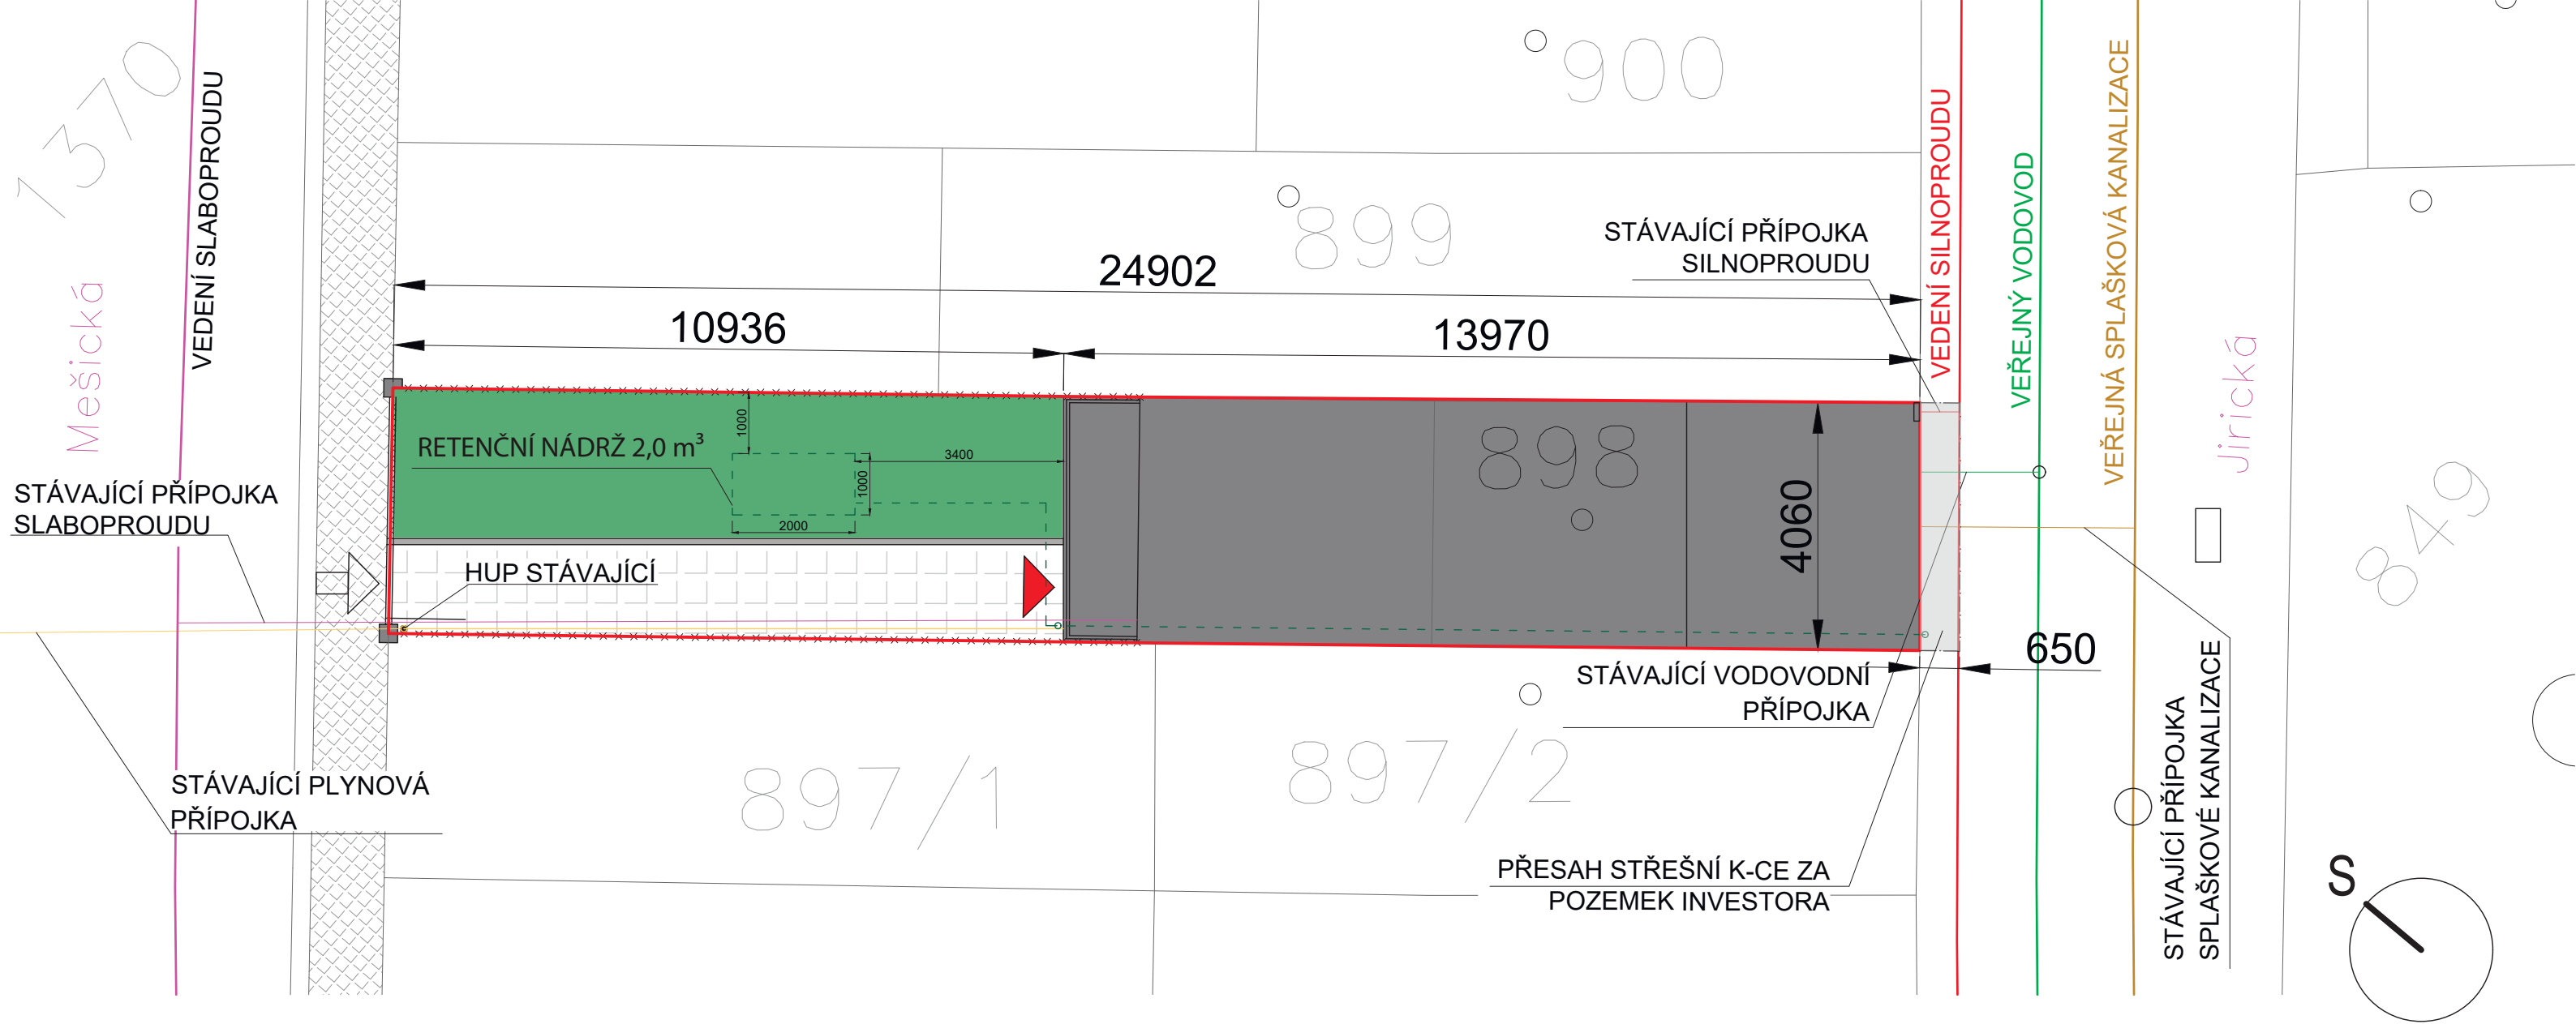 1370
900
VEDENÍ SLABOPROUDU
VEDENÍ SILNOPROUDU
VEŘEJNÝ VODOVOD
VEŘEJNÁ SPLAŠKOVÁ KANALIZACE
899
STÁVAJÍCÍ PŘÍPOJKA
SILNOPROUDU
24902
10936
13970
Mešická
Jirická
1000
RETENČNÍ NÁDRŽ 2,0 m³
3400
1000
2000
898
4060
849
STÁVAJÍCÍ PŘÍPOJKA
SLABOPROUDU
HUP STÁVAJÍCÍ
650
STÁVAJÍCÍ VODOVODNÍ
PŘÍPOJKA
STÁVAJÍCÍ PLYNOVÁ
PŘÍPOJKA
897/1
897/2
STÁVAJÍCÍ PŘÍPOJKA
SPLAŠKOVÉ KANALIZACE
PŘESAH STŘEŠNÍ K-CE ZA
POZEMEK INVESTORA
S